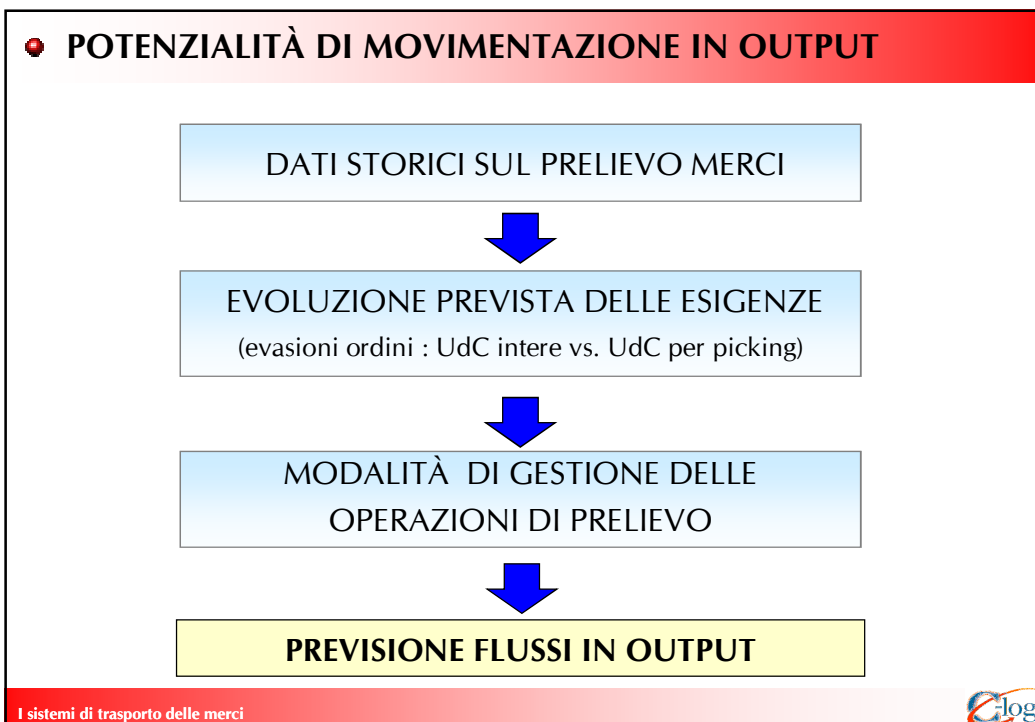 POTENZIALITÀ DI MOVIMENTAZIONE IN OUTPUT
DATI STORICI SUL PRELIEVO MERCI
EVOLUZIONE PREVISTA DELLE ESIGENZE
(evasioni ordini : UdC intere vs. UdC per picking)
MODALITÀ DI GESTIONE DELLE
OPERAZIONI DI PRELIEVO
PREVISIONE FLUSSI IN OUTPUT
I sistemi di trasporto delle merci
C-log